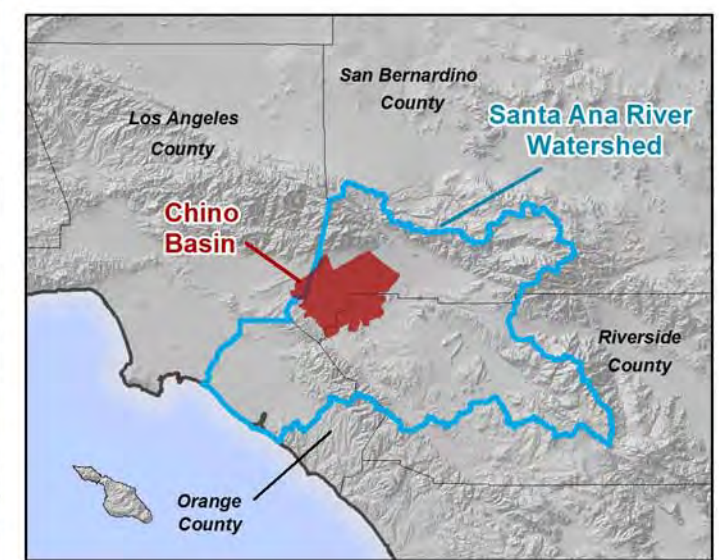 San Bernardino
County
Los Angeles
County
Santa Ana River
Watershed
Chino
Basin
Riverside
County
Orange
County